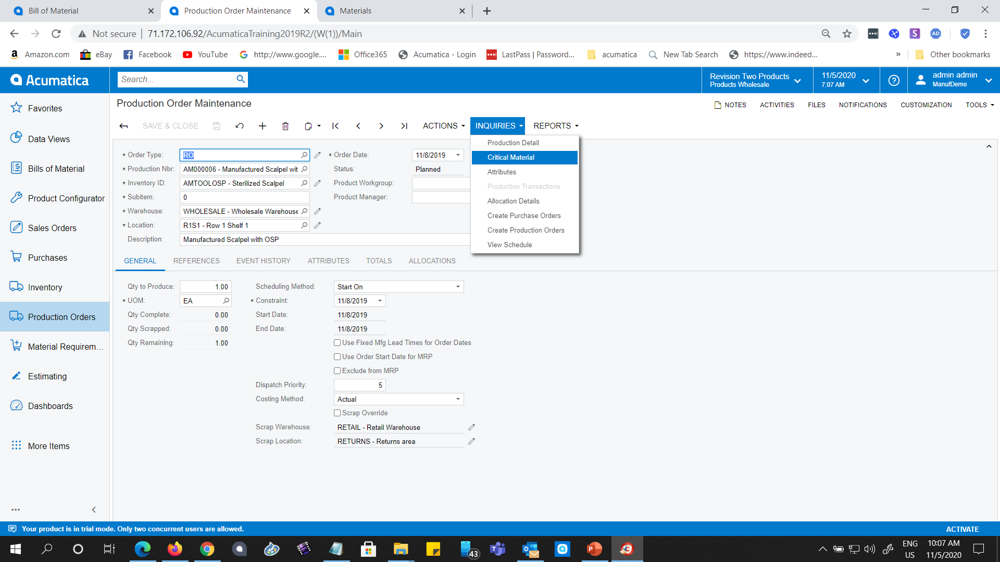 Bill of Material
Production Order Maintenance
Materials
Not secure
71.172.106.92/AcumaticaTraining2019R2/(W(1))/Main
Amazon.com
eBay
Facebook
YouTube
http://www.google....
Office365
Acumatica - Login
LastPass | Password...
acumatica
New Tab Search
https://www.indeed...
»
Other bookmarks
Acumatica
Search...
Revision Two Products
Products Wholesale
11/5/2020
7:07 AM
admin admin
ManufDemo
Favorites
Data Views
Bills of Material
Product Configurator
Sales Orders
Purchases
Inventory
Production Orders
Material Requirem...
Estimating
Dashboards
More Items
Production Order Maintenance
NOTES
ACTIVITIES
FILES
NOTIFICATIONS
CUSTOMIZATION
TOOLS
SAVE & CLOSE
ACTIONS
INQUIRIES
REPORTS
Production Detail
Critical Material
Attributes
Production Transactions
Allocation Details
Create Purchase Orders
Create Production Orders
View Schedule
* Order Type: RO
* Production Nbr: AM000006 - Manufactured Scalpel wit
* Inventory ID: AMTOOLOSP - Sterilized Scalpel
* Subitem: 0
* Warehouse: WHOLESALE - Wholesale Warehouse
* Location: R1S1 - Row 1 Shelf 1
Description: Manufactured Scalpel with OSP
* Order Date: 11/8/2019
Status: Planned
Product Workgroup:
Product Manager:
GENERAL
REFERENCES
EVENT HISTORY
ATTRIBUTES
TOTALS
ALLOCATIONS
Qty to Produce: 1.00
* UOM: EA
Qty Complete: 0.00
Qty Scrapped: 0.00
Qty Remaining: 1.00
Scheduling Method: Start On
* Constraint: 11/8/2019
Start Date: 11/8/2019
End Date: 11/8/2019
Use Fixed Mfg Lead Times for Order Dates
Use Order Start Date for MRP
Exclude from MRP
Dispatch Priority: 5
Costing Method: Actual
Scrap Override
Scrap Warehouse: RETAIL - Retail Warehouse
Scrap Location: RETURNS - Returns area
Your product is in trial mode. Only two concurrent users are allowed.
ACTIVATE
43
ENG
US
10:07 AM
11/5/2020